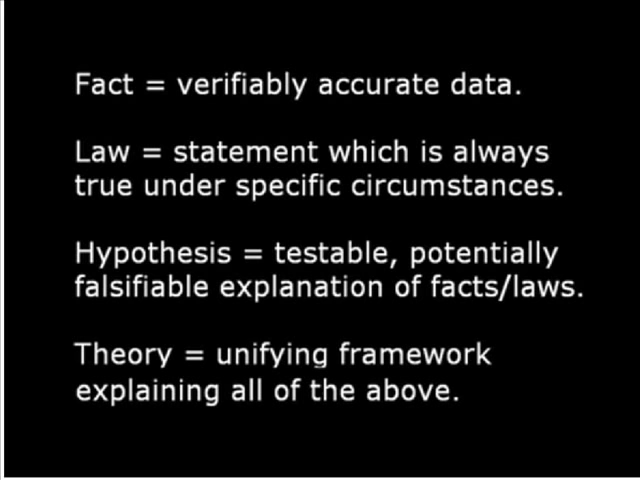 Fact = verifiably accurate data.
Law = statement which is always
true under specific circumstances.
Hypothesis = testable, potentially
falsifiable explanation of facts/laws.
Theory = unifying framework
explaining all of the above.